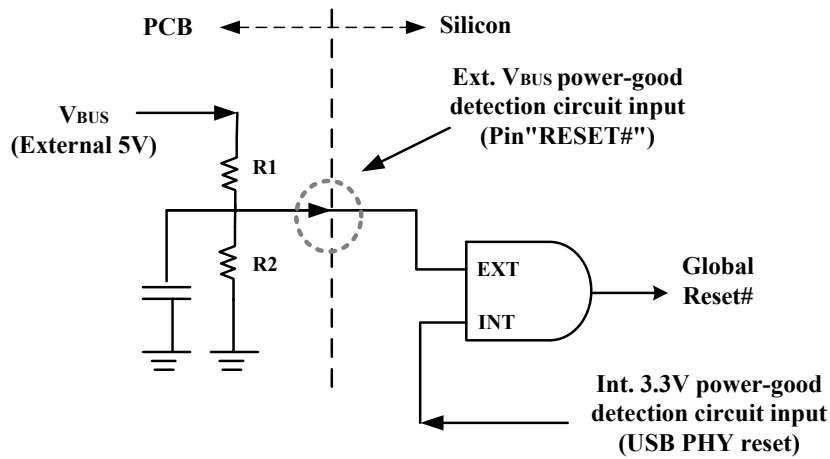 PCB
Silicon
Ext. VBUS power-good
detection circuit input
(Pin"RESET#")
VBUS
(External 5V)
R1
R2
EXT
INT
Global
Reset#
Int. 3.3V power-good
detection circuit input
(USB PHY reset)